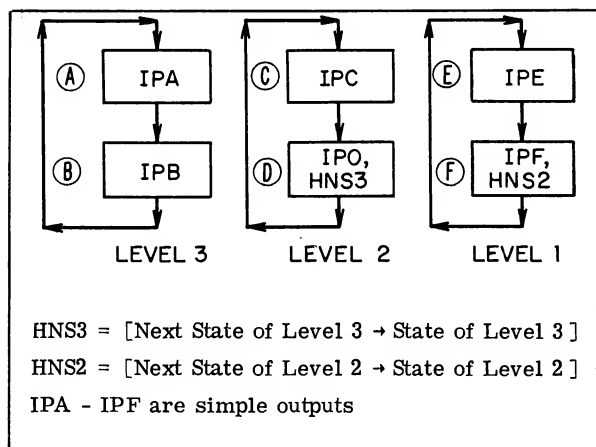 A IPA C IPC E IPE
B IPB D IPO, HNS3 F IPF, HNS2
LEVEL 3 LEVEL 2 LEVEL 1
HNS3 = [Next State of Level 3 → State of Level 3]
HNS2 = [Next State of Level 2 → State of Level 2]
IPA - IPF are simple outputs